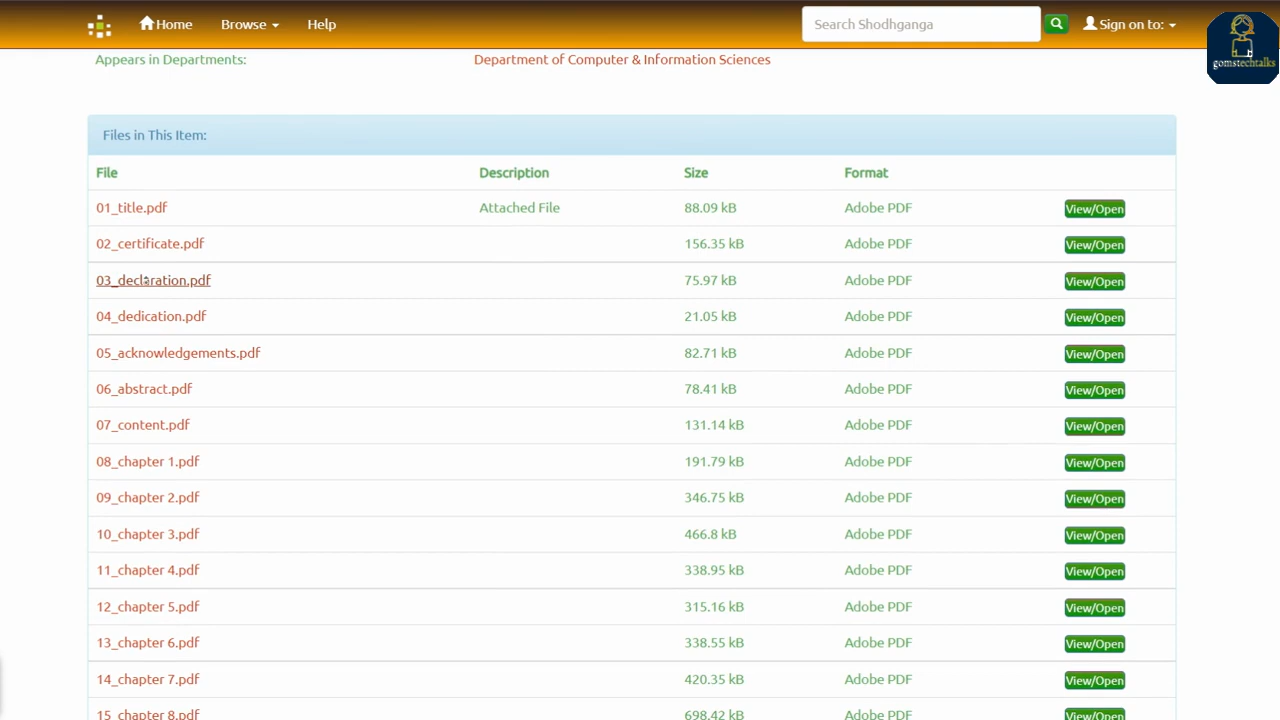 Home Browse Help Search Shodhganga Sign on to:
gomstechtalks
Appears in Departments: Department of Computer & Information Sciences
Files in This Item:
File Description Size Format
01_title.pdf Attached File 88.09 kB Adobe PDF View/Open
02_certificate.pdf 156.35 kB Adobe PDF View/Open
03_declaration.pdf 75.97 kB Adobe PDF View/Open
04_dedication.pdf 21.05 kB Adobe PDF View/Open
05_acknowledgements.pdf 82.71 kB Adobe PDF View/Open
06_abstract.pdf 78.41 kB Adobe PDF View/Open
07_content.pdf 131.14 kB Adobe PDF View/Open
08_chapter 1.pdf 191.79 kB Adobe PDF View/Open
09_chapter 2.pdf 346.75 kB Adobe PDF View/Open
10_chapter 3.pdf 466.8 kB Adobe PDF View/Open
11_chapter 4.pdf 338.95 kB Adobe PDF View/Open
12_chapter 5.pdf 315.16 kB Adobe PDF View/Open
13_chapter 6.pdf 338.55 kB Adobe PDF View/Open
14_chapter 7.pdf 420.35 kB Adobe PDF View/Open
15_chapter 8.pdf 698.42 kB Adobe PDF View/Open